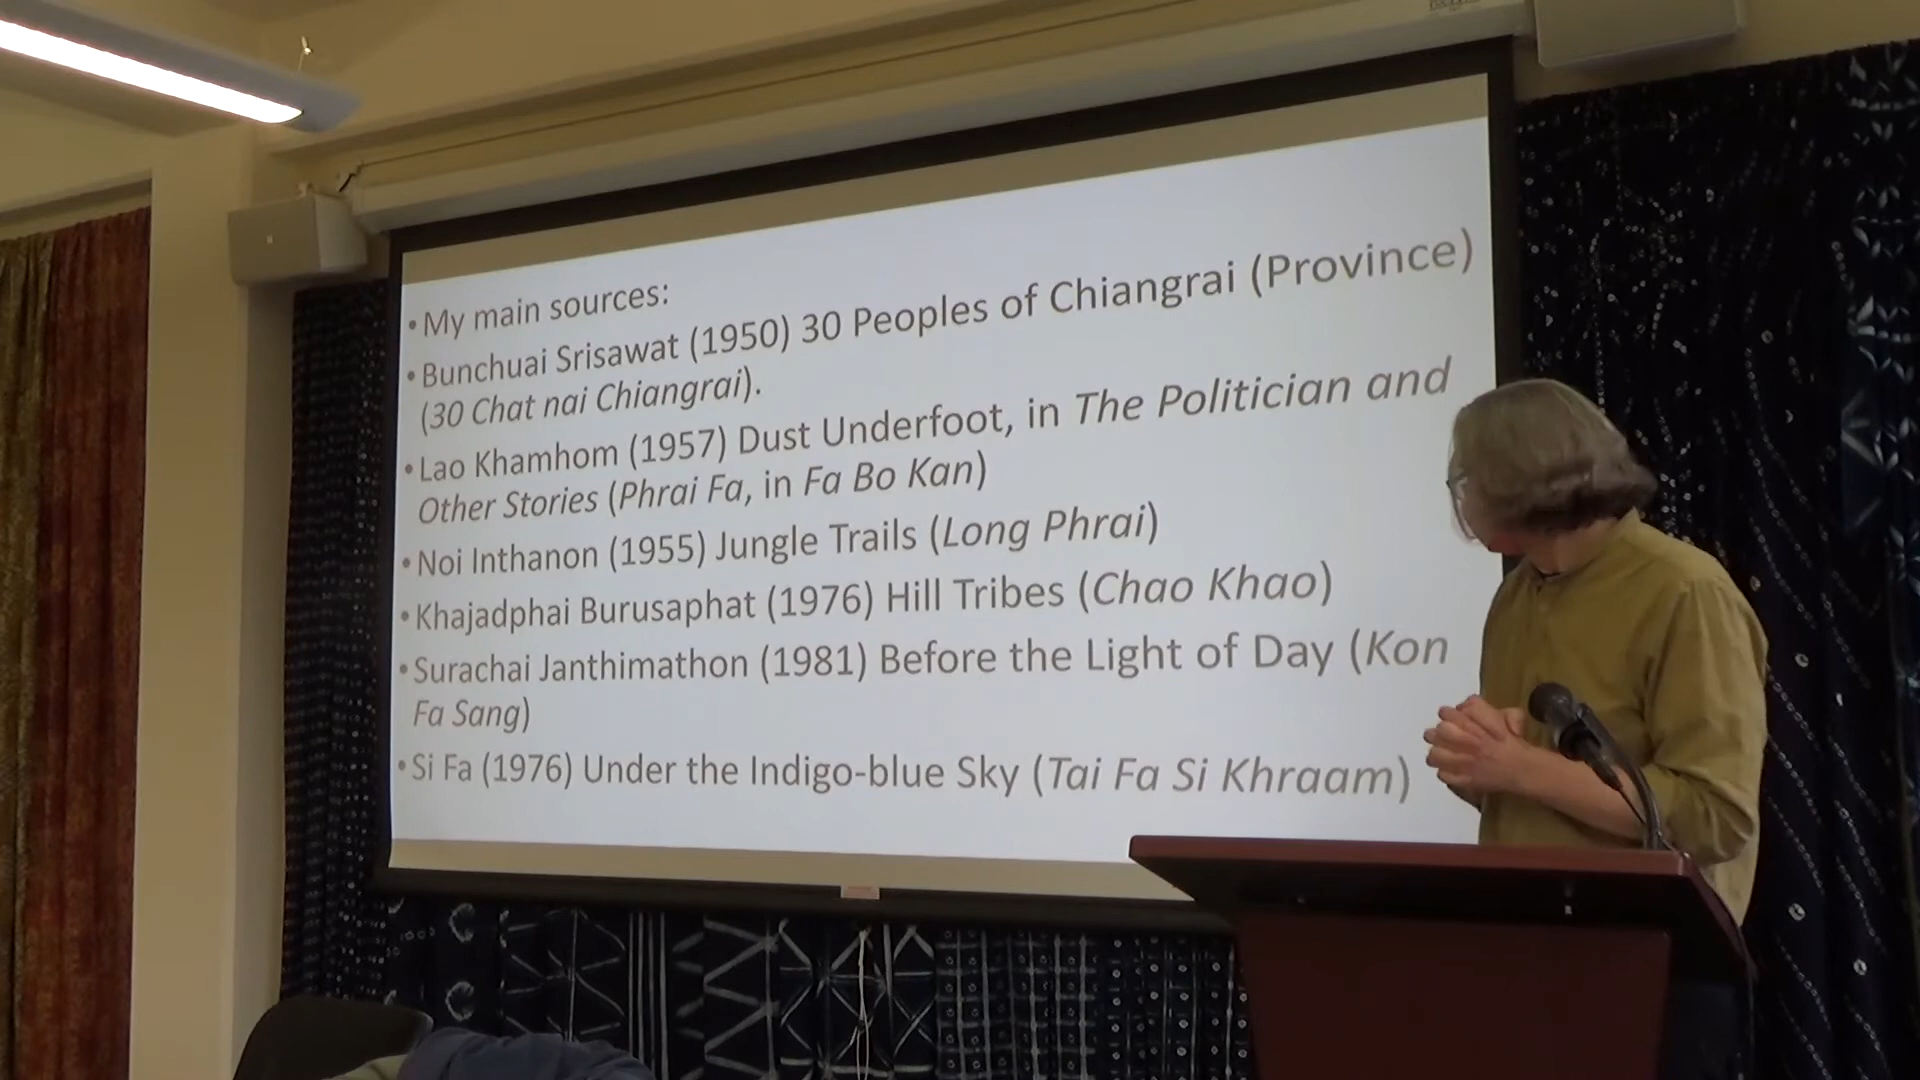 • My main sources:
• Bunchuai Srisawat (1950) 30 Peoples of Chiangrai (Province)
(30 Chat nai Chiangrai).
• Lao Khamhom (1957) Dust Underfoot, in The Politician and
Other Stories (Phrai Fa, in Fa Bo Kan)
• Noi Inthanon (1955) Jungle Trails (Long Phrai)
• Khajadphai Burusaphat (1976) Hill Tribes (Chao Khao)
• Surachai Janthimathon (1981) Before the Light of Day (Kon
Fa Sang)
• Si Fa (1976) Under the Indigo-blue Sky (Tai Fa Si Khraam)